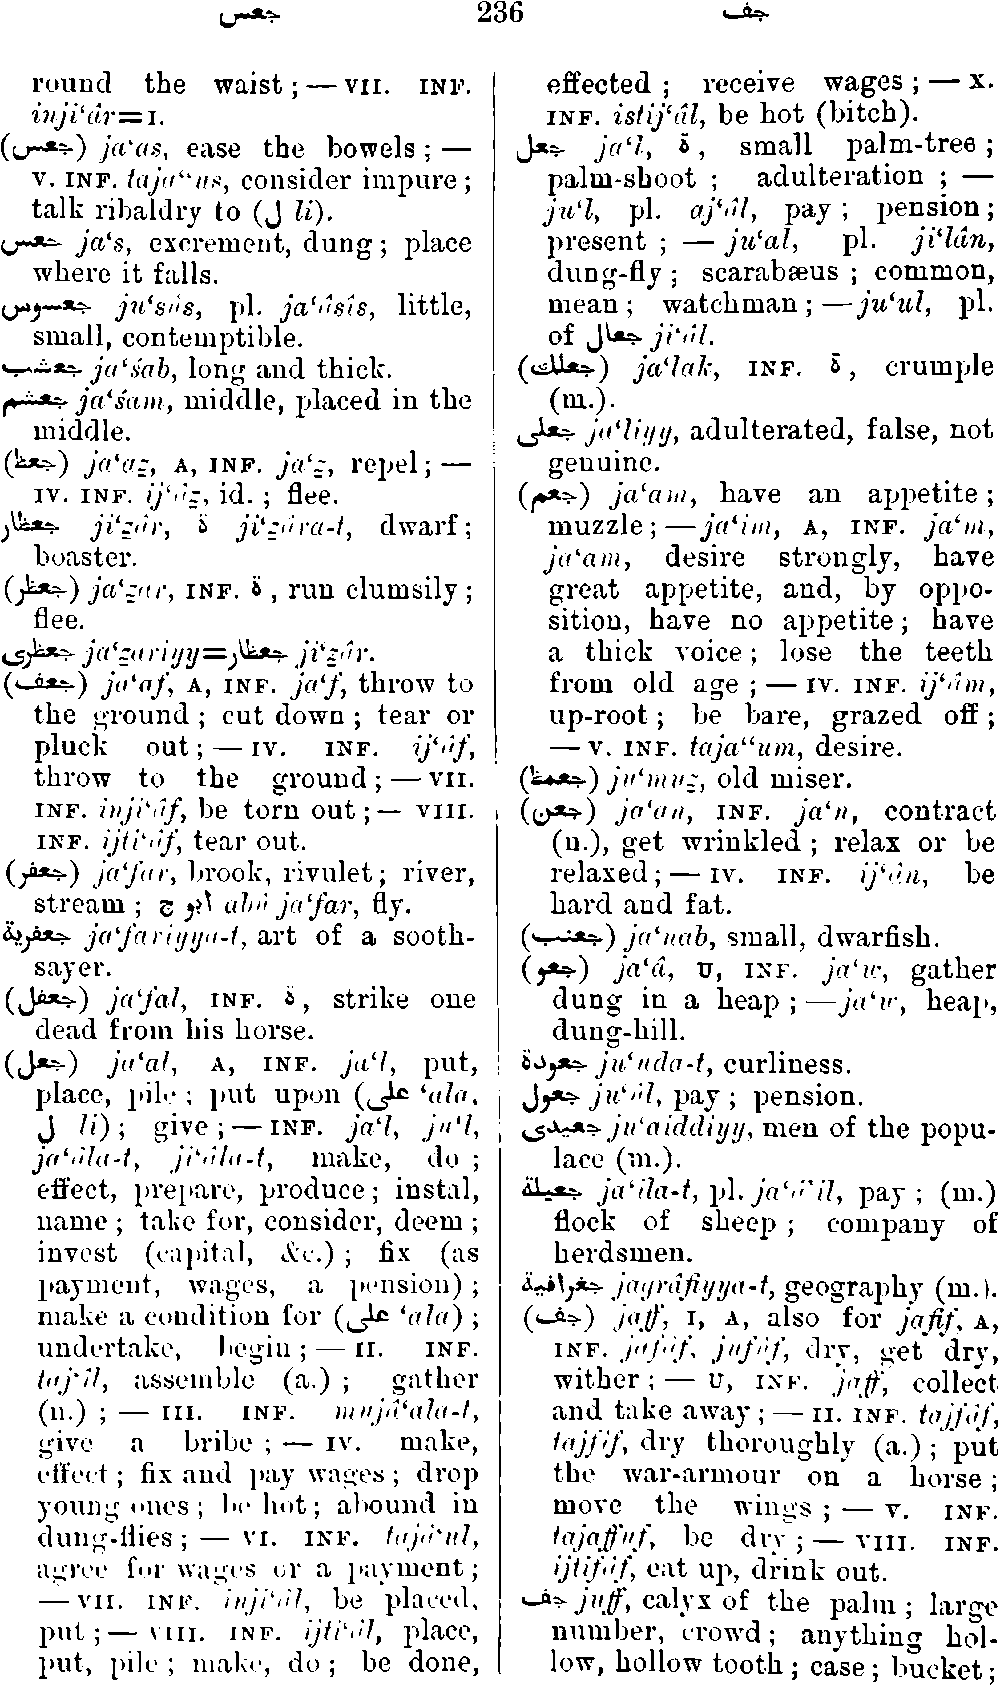 جعس 236 جف
round the waist ; — VII. INF.
inji‘âr=I.
(جعس) ja‘as, ease the bowels ; —
V. INF. taja‘‘us, consider impure ;
talk ribaldry to (ل li).
جعس ja‘s, excrement, dung ; place
where it falls.
جعسوس ju‘sûs, pl. ja‘âsîs, little,
small, contemptible.
جعشب ja‘śab, long and thick.
جعشم ja‘śam, middle, placed in the
middle.
(جعظ) ja‘aẓ, A, INF. ja‘ẓ, repel ; —
IV. INF. ij‘âẓ, id. ; flee.
جعظار ji‘ẓâr, ة ji‘ẓâra-t, dwarf ;
boaster.
(جعظر) ja‘ẓar, INF. ة , run clumsily ;
flee.
جعظرى ja‘ẓariyy=جعظار ji‘ẓâr.
(جعف) ja‘af, A, INF. ja‘f, throw to
the ground ; cut down ; tear or
pluck out ; — IV. INF. ij‘âf,
throw to the ground ; — VII.
INF. inji‘âf, be torn out ; — VIII.
INF. ijti‘âf, tear out.
(جعفر) ja‘far, brook, rivulet ; river,
stream ; ابو ج abû ja‘far, fly.
جعفرية ja‘fariyya-t, art of a sooth-
sayer.
(جعفل) ja‘fal, INF. ة , strike one
dead from his horse.
(جعل) ja‘al, A, INF. ja‘l, put,
place, pile ; put upon (على ‘ala,
ل li) ; give ; — INF. ja‘l, ju‘l,
ja‘âla-t, ji‘âla-t, make, do ;
effect, prepare, produce ; instal,
name ; take for, consider, deem ;
invest (capital, &c.) ; fix (as
payment, wages, a pension) ;
make a condition for (على ‘ala) ;
undertake, begin ; — II. INF.
taj‘îl, assemble (a.) ; gather
(n.) ; — III. INF. mujâ‘ala-t,
give a bribe ; — IV. make,
effect ; fix and pay wages ; drop
young ones ; be hot ; abound in
dung-flies ; — VI. INF. tajâ‘ul,
agree for wages or a payment ;
— VII. INF. inji‘âl, be placed,
put ; — VIII. INF. ijti‘âl, place,
put, pile ; make, do ; be done,
effected ; receive wages ; — X.
INF. istij‘âl, be hot (bitch).
جعل ja‘l, ة , small palm-tree ;
palm-shoot ; adulteration ; —
ju‘l, pl. aj‘âl, pay ; pension ;
present ; — ju‘al, pl. ji‘lân,
dung-fly ; scarabæus ; common,
mean ; watchman ; — ju‘ul, pl.
of جعال ji‘âl.
(جعلك) ja‘lak, INF. ة , crumple
(m.).
جعلى ja‘liyy, adulterated, false, not
genuine.
(جعم) ja‘am, have an appetite ;
muzzle ; — ja‘im, A, INF. ja‘m,
ja‘am, desire strongly, have
great appetite, and, by oppo-
sition, have no appetite ; have
a thick voice ; lose the teeth
from old age ; — IV. INF. ij‘âm,
up-root ; be bare, grazed off ;
— V. INF. taja‘‘um, desire.
(جعمظ) ju‘muẓ, old miser.
(جعن) ja‘an, INF. ja‘n, contract
(n.), get wrinkled ; relax or be
relaxed ; — IV. INF. ij‘ân, be
hard and fat.
(جعنب) ja‘nab, small, dwarfish.
(جعو) ja‘â, U, INF. ja‘w, gather
dung in a heap ; — ja‘w, heap,
dung-hill.
جعودة ju‘uda-t, curliness.
جعول ju‘ûl, pay ; pension.
جعيدى ju‘aiddiyy, men of the popu-
lace (m.).
جعيلة ja‘îla-t, pl. ja‘â’il, pay ; (m.)
flock of sheep ; company of
herdsmen.
جغرافية jagrâfiyya-t, geography (m.).
(جف) jaff, I, A, also for jafif, A,
INF. jafâf, jufûf, dry, get dry,
wither ; — U, INF. jaff, collect
and take away ; — II. INF. tajfâf,
tajfîf, dry thoroughly (a.) ; put
the war-armour on a horse ;
move the wings ; — V. INF.
tajaffuf, be dry ; — VIII. INF.
ijtifâf, eat up, drink out.
جف juff, calyx of the palm ; large
number, crowd ; anything hol-
low, hollow tooth ; case ; bucket ;